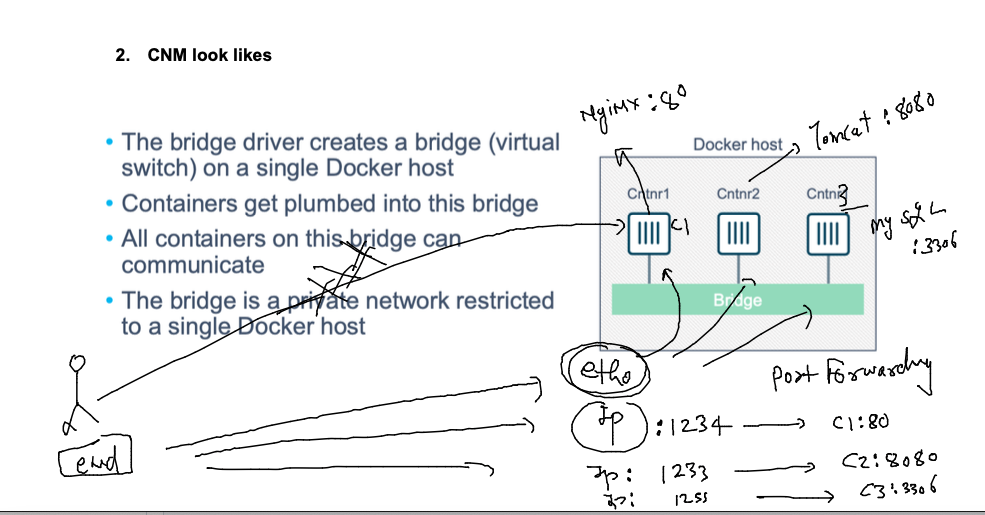 2. CNM look likes
• The bridge driver creates a bridge (virtual
switch) on a single Docker host
• Containers get plumbed into this bridge
• All containers on this bridge can
communicate
• The bridge is a private network restricted
to a single Docker host
NgiMX : 80
Tomcat : 8080
Docker host
Cntnr1
Cntnr2
Cntnr3
C1
my sql
:3306
Bridge
etho
Port Forwarding
Ip :1234 → C1:80
Ip: 1233 → C2:8080
Ip: 1255 → C3:3306
end